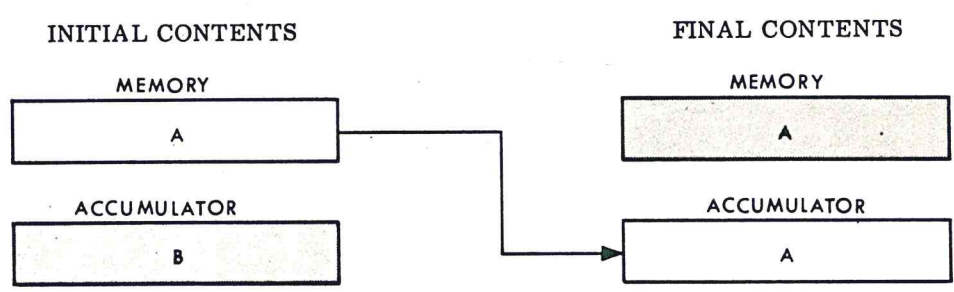 INITIAL CONTENTS
FINAL CONTENTS
MEMORY
A
ACCUMULATOR
B
MEMORY
A
ACCUMULATOR
A